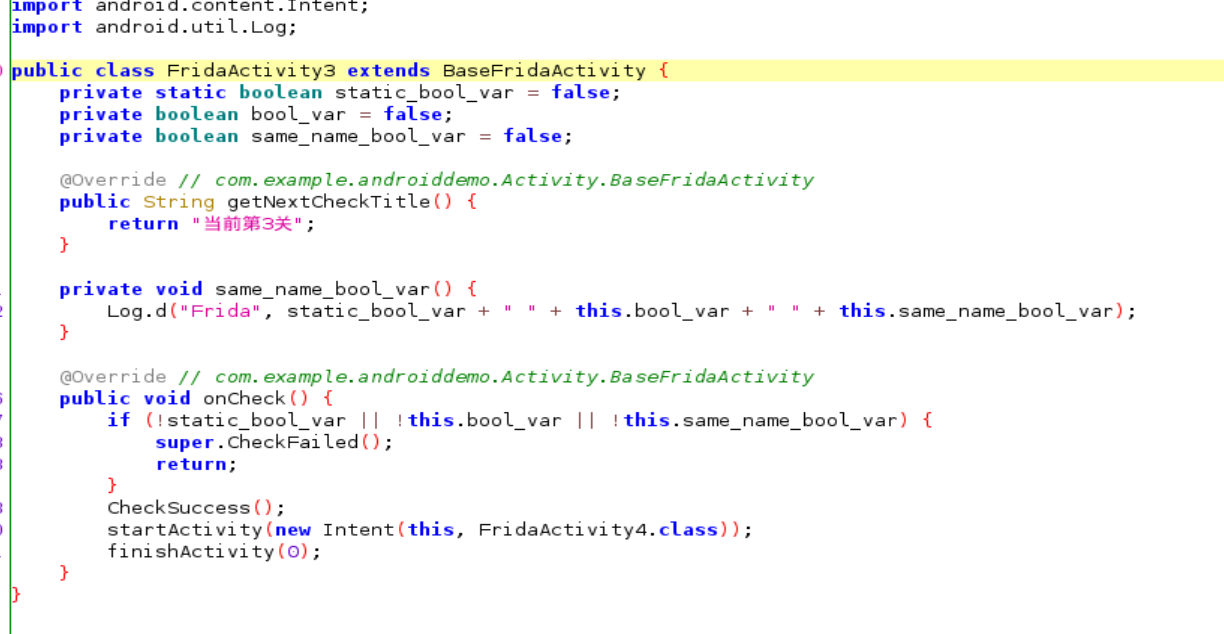 import android.content.Intent;
import android.util.Log;
public class FridaActivity3 extends BaseFridaActivity {
    private static boolean static_bool_var = false;
    private boolean bool_var = false;
    private boolean same_name_bool_var = false;
    @Override // com.example.androiddemo.Activity.BaseFridaActivity
    public String getNextCheckTitle() {
        return "当前第3关";
    }
    private void same_name_bool_var() {
        Log.d("Frida", static_bool_var + " " + this.bool_var + " " + this.same_name_bool_var);
    }
    @Override // com.example.androiddemo.Activity.BaseFridaActivity
    public void onCheck() {
        if (!static_bool_var || !this.bool_var || !this.same_name_bool_var) {
            super.CheckFailed();
            return;
        }
        CheckSuccess();
        startActivity(new Intent(this, FridaActivity4.class));
        finishActivity(0);
    }
}